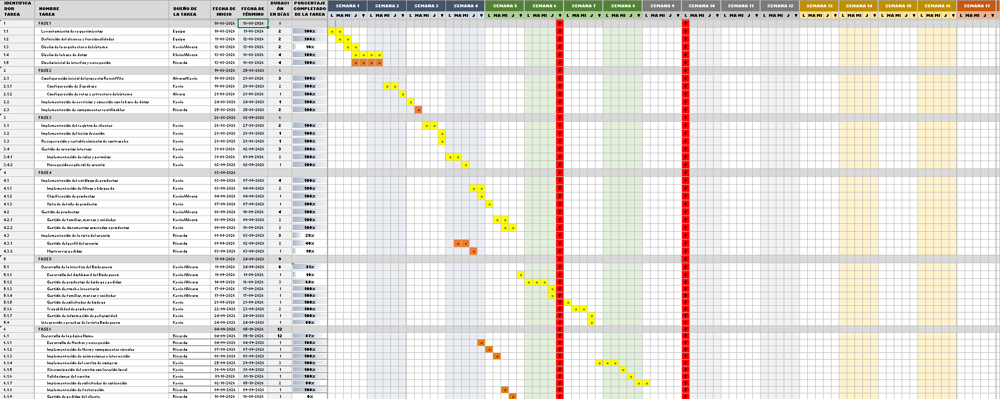 IDENTIFICA DOR TAREA NOMBRE TAREA DUEÑO DE LA TAREA FECHA DE INICIO FECHA DE TÉRMINO DURACI ÓN EN DÍAS PORCENTAJE COMPLETADO DE LA TAREA SEMANA 1 SEMANA 2 SEMANA 3 SEMANA 4 SEMANA 5 SEMANA 6 SEMANA 7 SEMANA 8 SEMANA 9 SEMANA 10 SEMANA 11 SEMANA 12 SEMANA 13 SEMANA 14 SEMANA 15 SEMANA 16 SEMANA 17
1 FASE 1 10-08-2026 18-08-2026 8
1.1 Levantamiento de requerimientos Equipo 10-08-2026 11-08-2026 2 100%
1.2 Definición del alcance y funcionalidades Equipo 11-08-2026 12-08-2026 2 100%
1.3 Diseño de la arquitectura del sistema Kevin/Alvaro 12-08-2026 13-08-2026 2 10%
1.4 Diseño de la base de datos Kevin/Alvaro 13-08-2026 18-08-2026 4 100%
1.5 Diseño inicial de interfaz y navegación Ricardo 13-08-2026 18-08-2026 4 100%
2 FASE 2 19-08-2026 25-08-2026 6
2.1 Configuración inicial del proyecto React/Vite Alvaro/Kevin 19-08-2026 21-08-2026 3 100%
2.1.1 Configuración de Supabase Kevin 19-08-2026 20-08-2026 2 100%
2.1.2 Configuración de rutas y estructura del sistema Alvaro 21-08-2026 21-08-2026 1 100%
2.2 Implementación de servicios y conexión con la base de datos Kevin 24-08-2026 24-08-2026 1 100%
2.3 Implementación de componentes reutilizables Ricardo 25-08-2026 25-08-2026 2 100%
3 FASE 3 26-08-2026 02-09-2026 6
3.1 Implementación del registro de clientes Kevin 26-08-2026 27-08-2026 2 100%
3.2 Implementación del inicio de sesión Kevin 28-08-2026 28-08-2026 1 100%
3.3 Recuperación y restablecimiento de contraseña Kevin 28-08-2026 28-08-2026 1 100%
3.4 Gestión de usuarios internos Kevin 31-08-2026 02-09-2026 3 100%
3.4.1 Implementación de roles y permisos Kevin 31-08-2026 01-09-2026 2 100%
3.4.2 Navegación según rol de usuario Kevin 02-09-2026 02-09-2026 1 100%
4 FASE 4 03-09-2026
4.1 Implementación del catálogo de productos Kevin 03-09-2026 07-09-2026 4 100%
4.1.1 Implementación de filtros y búsqueda Kevin 03-09-2026 04-09-2026 2 100%
4.1.2 Clasificación de productos Kevin/Alvaro 04-09-2026 04-09-2026 1 100%
4.1.3 Vista de detalle de producto Kevin 07-09-2026 07-09-2026 1 100%
4.2 Gestión de productos Kevin/Alvaro 08-09-2026 10-09-2026 4 100%
4.2.1 Gestión de familias, marcas y unidades Kevin/Alvaro 08-09-2026 09-09-2026 2 100%
4.2.2 Gestión de documentos asociados a productos Kevin 09-09-2026 10-09-2026 2 100%
4.3 Implementación de la vista del usuario Ricardo 01-09-2026 03-09-2026 3 25%
4.3.1 Gestión del perfil del usuario Ricardo 01-09-2026 02-09-2026 2 40%
4.3.2 Mostrar sus pedidos Ricardo 03-09-2026 03-09-2026 1 10%
5 FASE 5 11-09-2026 24-09-2026 9
5.1 Desarrollo de la interfaz del Bodeguero Kevin/Alvaro 11-09-2026 24-09-2026 8 81%
5.1.1 Desarrollo del dashboard del Bodeguero Kevin/Alvaro 11-09-2026 11-09-2026 1 10%
5.1.2 Gestión de productos de bodega y pedidos Kevin/Alvaro 14-09-2026 16-09-2026 3 60%
5.1.3 Gestión de stock e inventario Kevin/Alvaro 17-09-2026 17-09-2026 1 100%
5.1.4 Gestión de familias, marcas y unidades Kevin/Alvaro 17-09-2026 17-09-2026 1 100%
5.1.5 Gestión de solicitudes de bodega Kevin 21-09-2026 21-09-2026 1 100%
5.1.6 Trazabilidad de productos Kevin 22-09-2026 23-09-2026 2 100%
5.1.7 Gestión de información de peligrosidad Kevin 24-09-2026 24-09-2026 1 100%
5.9 Integración y pruebas de la vista Bodeguero Kevin 24-09-2026 24-09-2026 1 80%
6 FASE 6 04-09-2026 05-10-2026 12
6.1 Desarrollo de la página Home Ricardo 04-09-2026 05-10-2026 12 87%
6.1.1 Desarrollo de Navbar y navegación Ricardo 04-09-2026 04-09-2026 1 100%
6.1.2 Implementación de Hero y componentes visuales Ricardo 07-09-2026 07-09-2026 1 100%
6.1.3 Implementación de animaciones e interacción Ricardo 08-09-2026 08-09-2026 1 100%
6.1.4 Implementación del carrito de compras Kevin 25-09-2026 29-09-2026 3 100%
6.1.5 Sincronización del carrito con la sesión local Kevin 30-09-2026 30-09-2026 1 100%
6.1.6 Validaciones del carrito Kevin 01-10-2026 01-10-2026 1 100%
6.1.7 Implementación de solicitudes de cotización Kevin 02-10-2026 05-10-2026 2 80%
6.1.8 Implementación de facturación Ricardo 09-09-2026 09-09-2026 1 100%
6.1.9 Gestión de pedidos del cliente Ricardo 10-09-2026 10-09-2026 1 0%